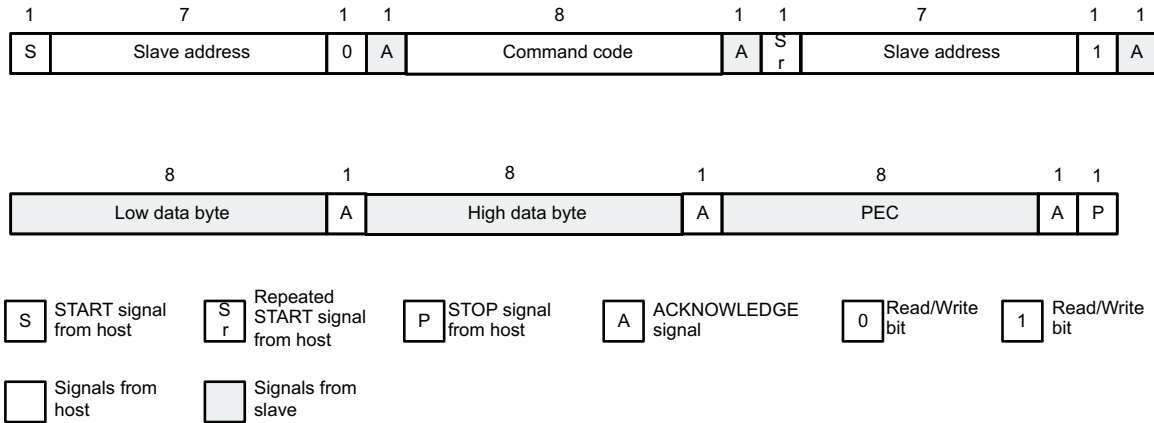 1 7 1 1 8 1 1 7 1 1
S Slave address 0 A Command code A Sr Slave address 1 A
8 1 8 1 8 1 1
Low data byte A High data byte A PEC A P
S START signal
from host
Sr Repeated
START signal
from host
P STOP signal
from host
A ACKNOWLEDGE
signal
0 Read/Write
bit
1 Read/Write
bit
Signals from
host
Signals from
slave